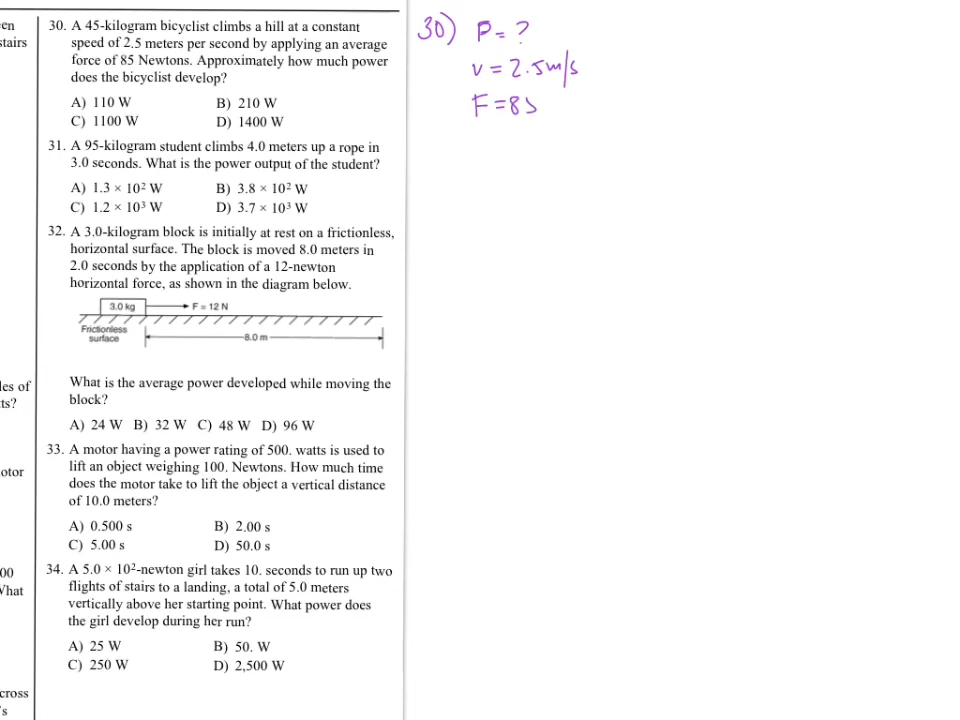 en
stairs
30. A 45-kilogram bicyclist climbs a hill at a constant
speed of 2.5 meters per second by applying an average
force of 85 Newtons. Approximately how much power
does the bicyclist develop?
A) 110 W B) 210 W
C) 1100 W D) 1400 W
31. A 95-kilogram student climbs 4.0 meters up a rope in
3.0 seconds. What is the power output of the student?
A) 1.3 × 10² W B) 3.8 × 10² W
C) 1.2 × 10³ W D) 3.7 × 10³ W
32. A 3.0-kilogram block is initially at rest on a frictionless,
horizontal surface. The block is moved 8.0 meters in
2.0 seconds by the application of a 12-newton
horizontal force, as shown in the diagram below.
3.0 kg F = 12 N
Frictionless
surface
8.0 m
les of
ts?
What is the average power developed while moving the
block?
A) 24 W B) 32 W C) 48 W D) 96 W
33. A motor having a power rating of 500. watts is used to
lift an object weighing 100. Newtons. How much time
does the motor take to lift the object a vertical distance
of 10.0 meters?
otor
A) 0.500 s B) 2.00 s
C) 5.00 s D) 50.0 s
34. A 5.0 × 10²-newton girl takes 10. seconds to run up two
flights of stairs to a landing, a total of 5.0 meters
vertically above her starting point. What power does
the girl develop during her run?
00
What
A) 25 W B) 50. W
C) 250 W D) 2,500 W
cross
's
30) P = ?
v = 2.5 m/s
F = 85